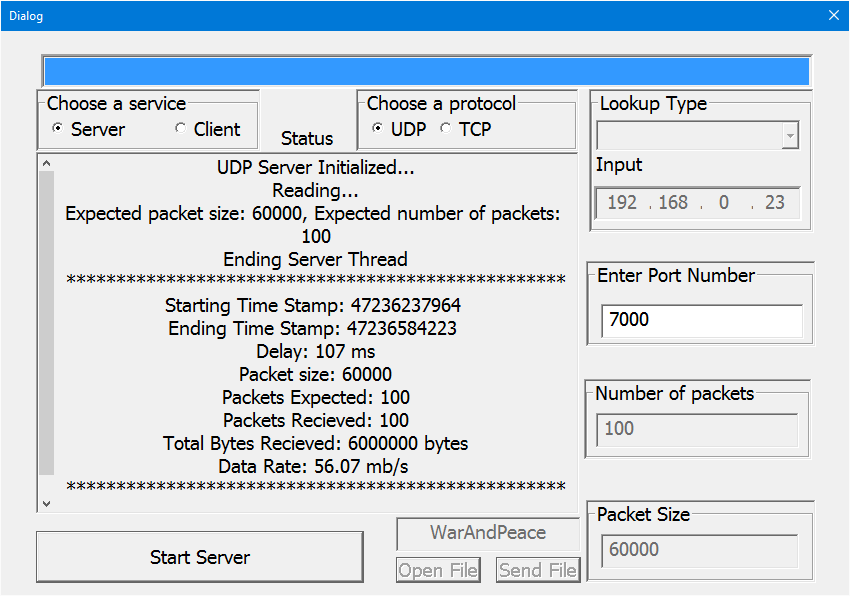 Dialog
Choose a service
Server Client
Status
Choose a protocol
UDP TCP
Lookup Type
Input
192 . 168 . 0 . 23
UDP Server Initialized...
Reading...
Expected packet size: 60000, Expected number of packets:
100
Ending Server Thread
**************************************************
Starting Time Stamp: 47236237964
Ending Time Stamp: 47236584223
Delay: 107 ms
Packet size: 60000
Packets Expected: 100
Packets Recieved: 100
Total Bytes Recieved: 6000000 bytes
Data Rate: 56.07 mb/s
**************************************************
Enter Port Number
7000
Number of packets
100
Packet Size
60000
Start Server
WarAndPeace
Open File Send File